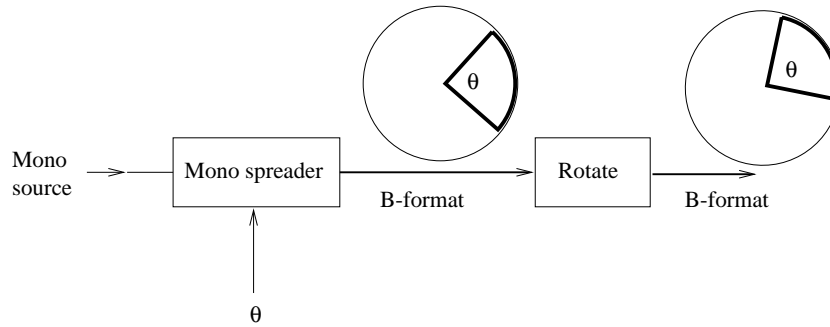 θ
θ
Mono
source
Mono spreader
Rotate
B-format
B-format
θ